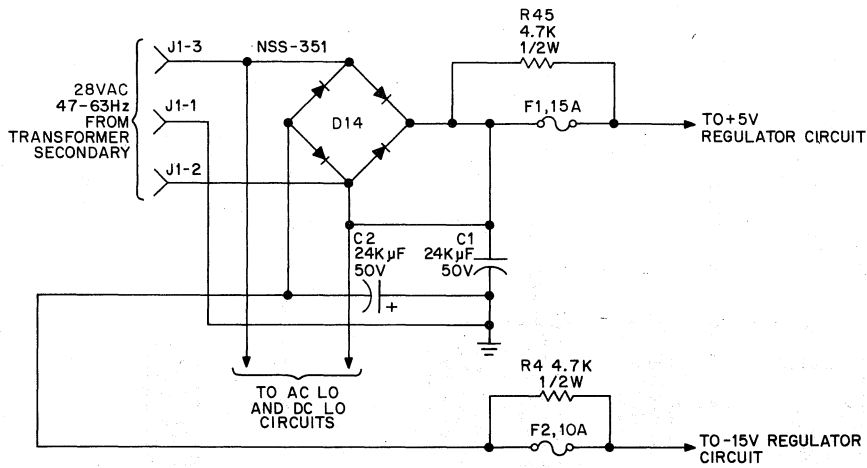 R45
4.7K
1/2W
J1-3
NSS-351
28VAC
47-63Hz
FROM
TRANSFORMER
SECONDARY
J1-1
D14
F1,15A
TO+5V
REGULATOR CIRCUIT
J1-2
C2
24KµF
50V
+
C1
24KµF
50V
TO AC LO
AND DC LO
CIRCUITS
R4 4.7K
1/2W
F2,10A
TO-15V REGULATOR
CIRCUIT